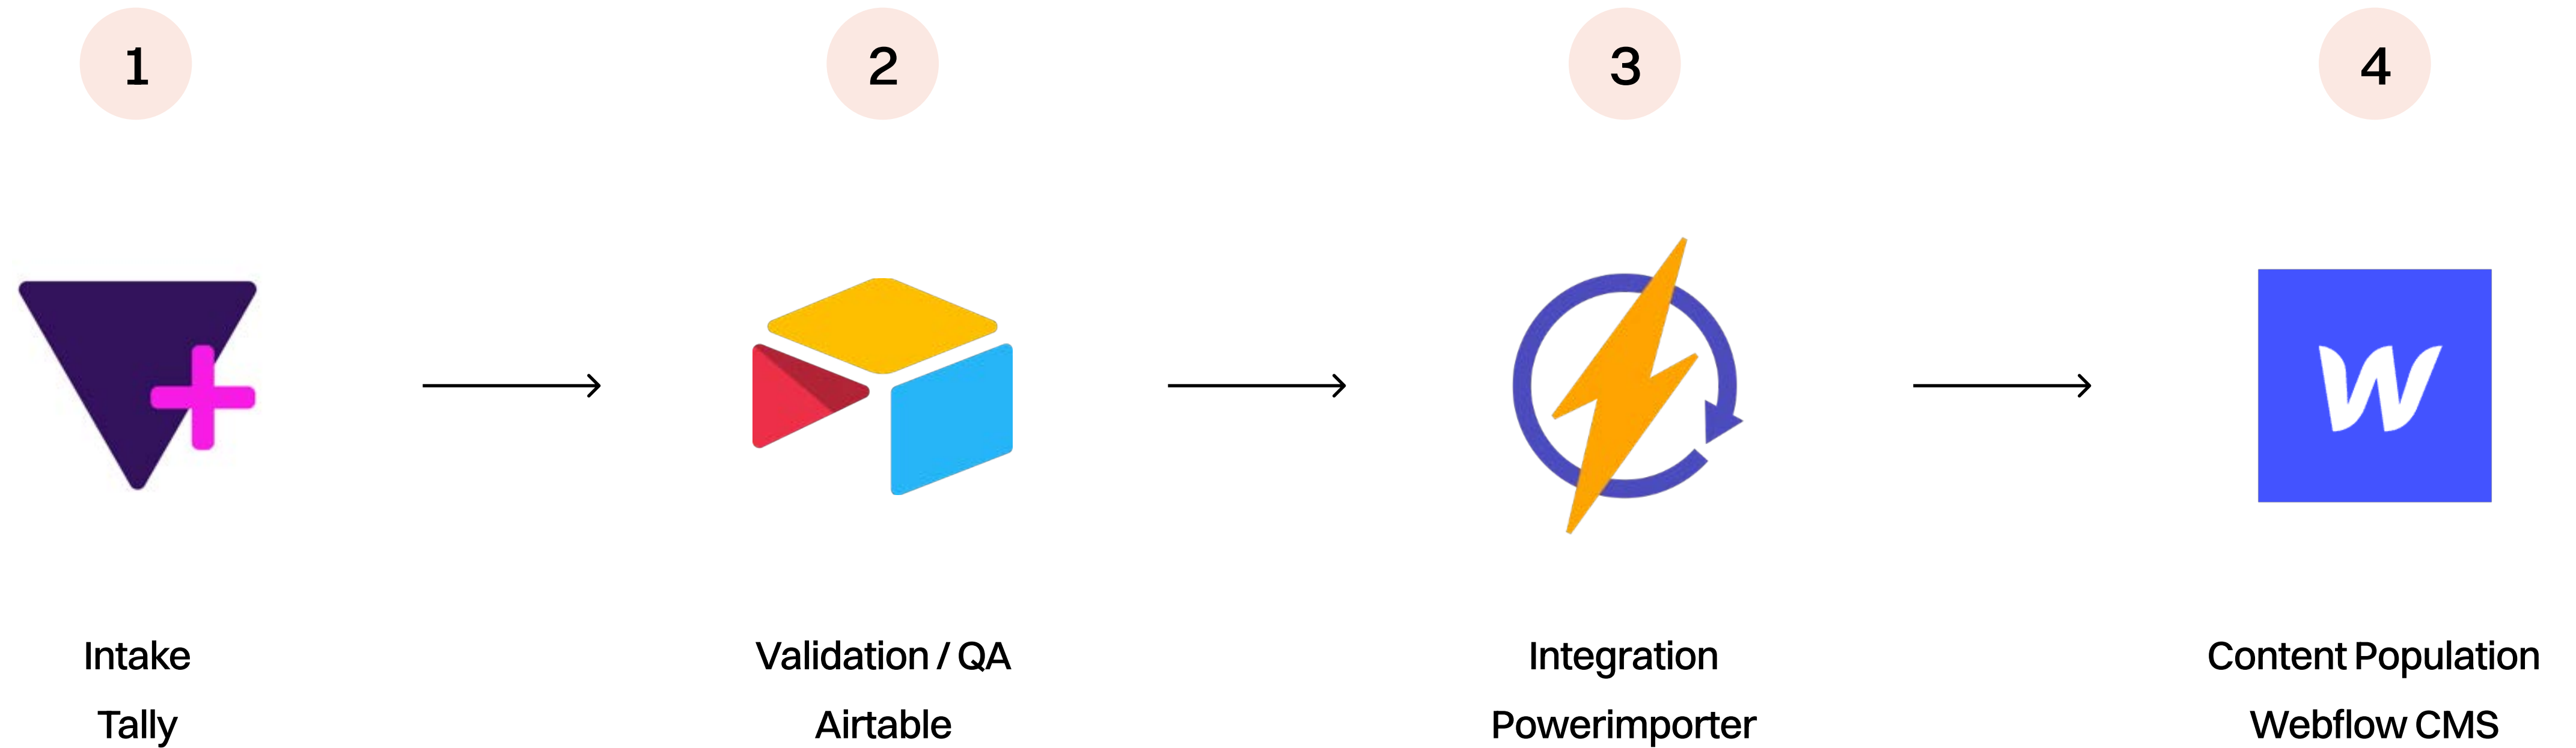 1
2
3
4
Intake
Tally
Validation / QA
Airtable
Integration
Powerimporter
Content Population
Webflow CMS